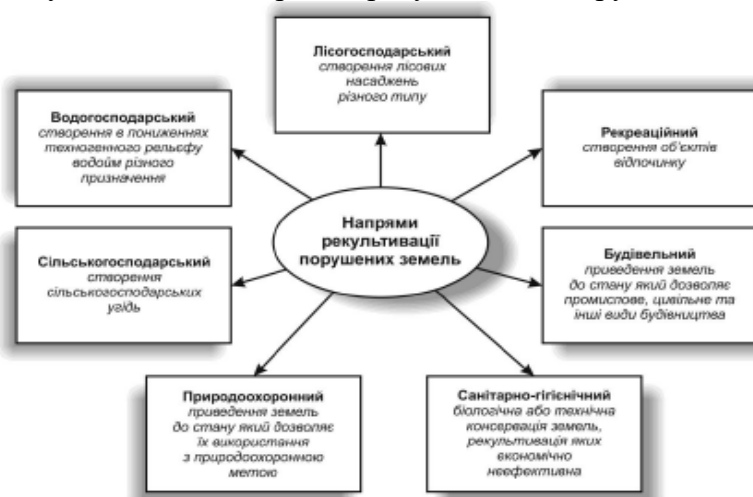 Лісогосподарський
створення лісових
насаджень
різного типу
Водогосподарський
створення в пониженнях
техногенного рельєфу
водойм різного
призначення
Рекреаційний
створення об'єктів
відпочинку
Напрями
рекультивації
порушених земель
Сільськогосподарський
створення
сільськогосподарських
угідь
Будівельний
приведення земель
до стану який дозволяє
промислове, цивільне та
інші види будівництва
Природоохоронний
приведення земель
до стану який дозволяє
їх використання
з природоохоронною
метою
Санітарно-гігієнічний
біологічна або технічна
консервація земель,
рекультивація яких
економічно
неефективна